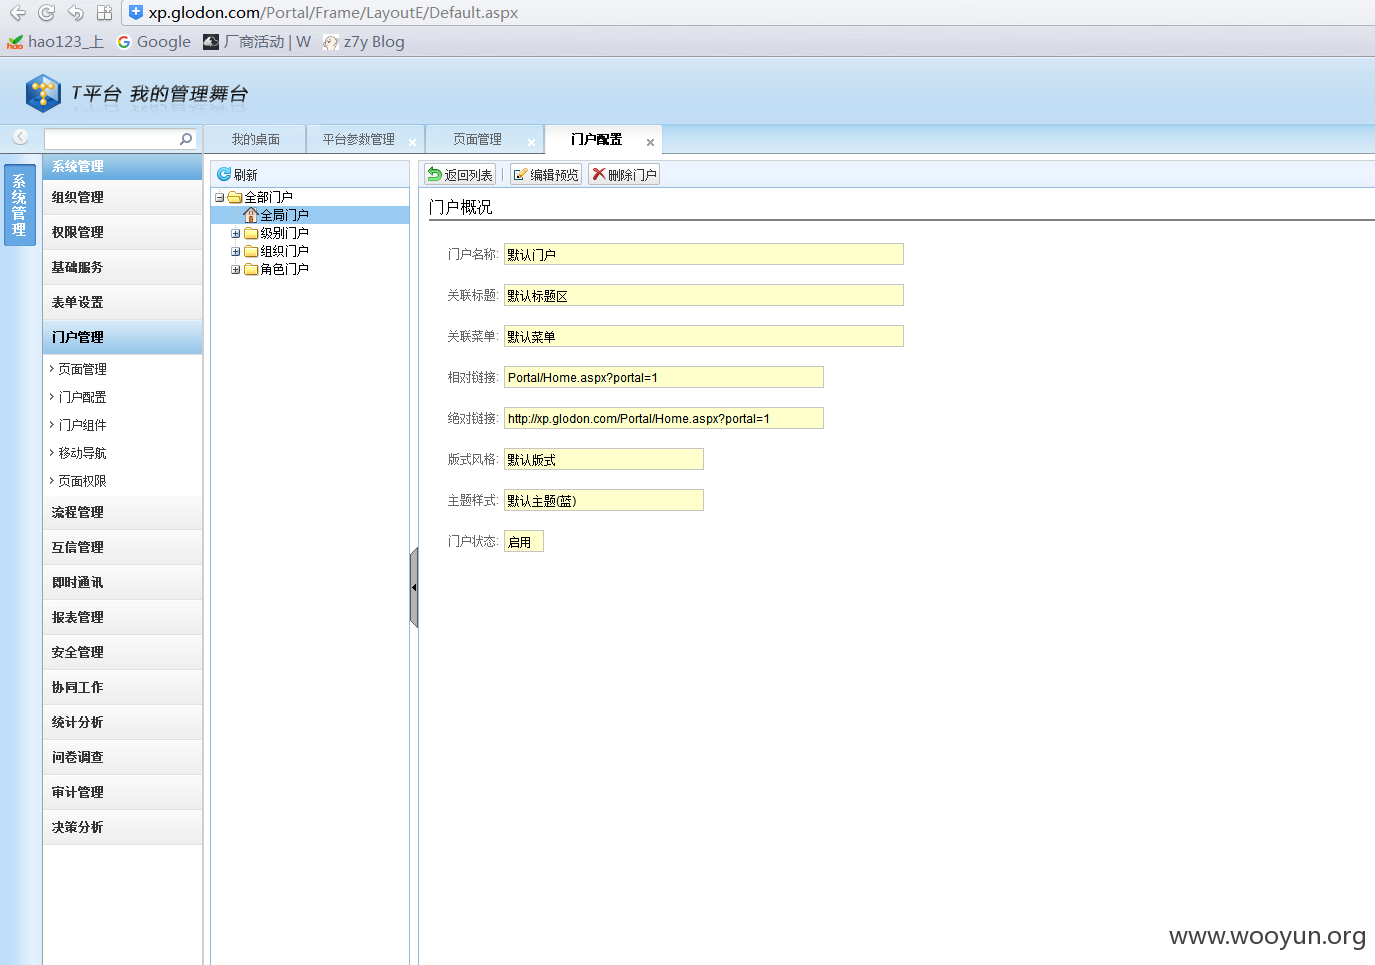 xp.glodon.com/Portal/Frame/LayoutE/Default.aspx
hao123_上 Google 厂商活动 | W z7y Blog
T平台 我的管理舞台
我的桌面 平台参数管理 页面管理 门户配置
系统管理
系统管理
组织管理
权限管理
基础服务
表单设置
门户管理
页面管理
门户配置
门户组件
移动导航
页面权限
流程管理
互信管理
即时通讯
报表管理
安全管理
协同工作
统计分析
问卷调查
审计管理
决策分析
刷新
全部门户
全局门户
级别门户
组织门户
角色门户
返回列表 编辑预览 删除门户
门户概况
门户名称: 默认门户
关联标题: 默认标题区
关联菜单: 默认菜单
相对链接: Portal/Home.aspx?portal=1
绝对链接: http://xp.glodon.com/Portal/Home.aspx?portal=1
版式风格: 默认版式
主题样式: 默认主题(蓝)
门户状态: 启用
www.wooyun.org